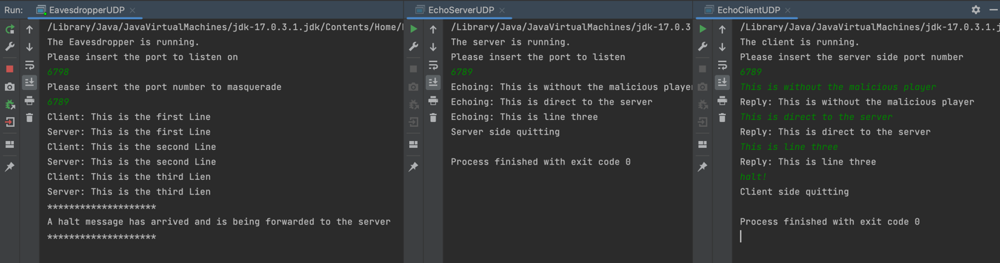 Run:
EavesdropperUDP
/Library/Java/JavaVirtualMachines/jdk-17.0.3.1.jdk/Contents/Home/
The Eavesdropper is running.
Please insert the port to listen on
6798
Please insert the port number to masquerade
6789
Client: This is the first Line
Server: This is the first Line
Client: This is the second Line
Server: This is the second Line
Client: This is the third Lien
Server: This is the third Lien
********************
A halt message has arrived and is being forwarded to the server
********************
EchoServerUDP
/Library/Java/JavaVirtualMachines/jdk-17.0.3
The server is running.
Please insert the port to listen
6789
Echoing: This is without the malicious player
Echoing: This is direct to the server
Echoing: This is line three
Server side quitting
Process finished with exit code 0
EchoClientUDP
/Library/Java/JavaVirtualMachines/jdk-17.0.3.1.j
The client is running.
Please insert the server side port number
6789
This is without the malicious player
Reply: This is without the malicious player
This is direct to the server
Reply: This is direct to the server
This is line three
Reply: This is line three
halt!
Client side quitting
Process finished with exit code 0